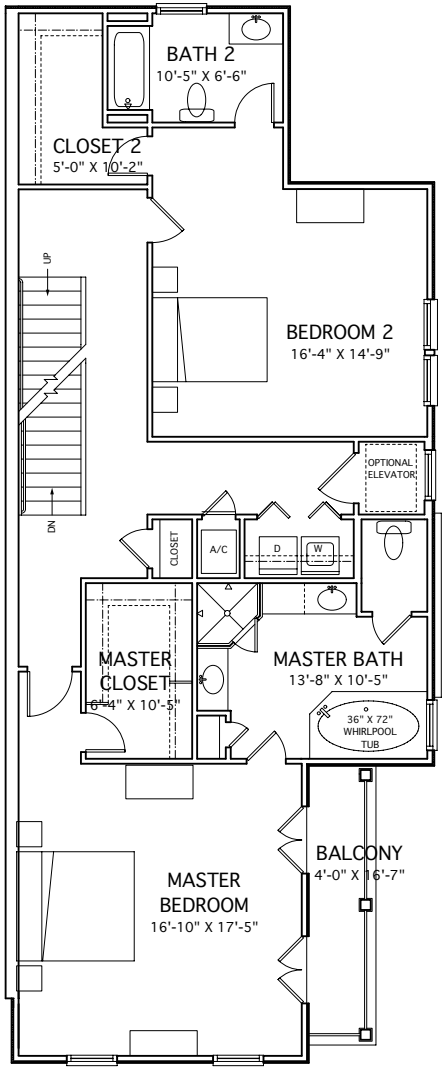 BATH 2
10'-5" X 6'-6"
CLOSET 2
5'-0" X 10'-2"
UP
BEDROOM 2
16'-4" X 14'-9"
OPTIONAL
ELEVATOR
DN
CLOSET
A/C
D
W
MASTER
CLOSET
6'-4" X 10'-5"
MASTER BATH
13'-8" X 10'-5"
36" X 72"
WHIRLPOOL
TUB
BALCONY
4'-0" X 16'-7"
MASTER
BEDROOM
16'-10" X 17'-5"